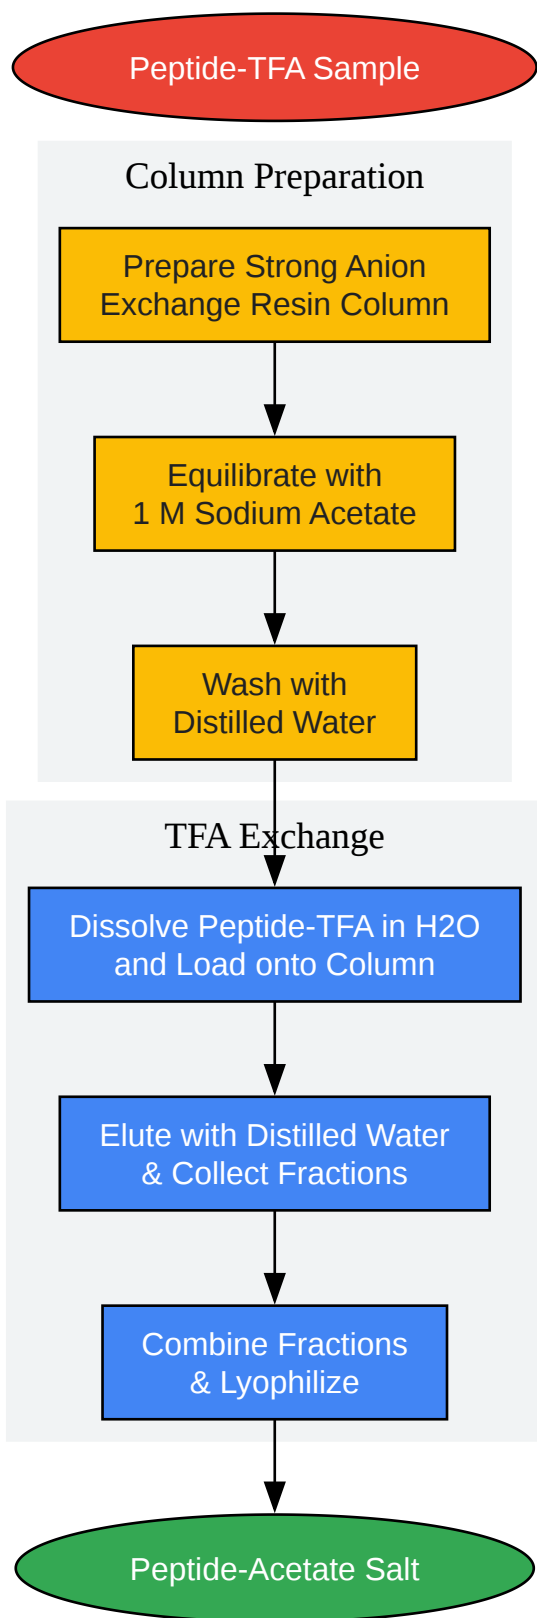 Peptide-TFA Sample
Column Preparation
Prepare Strong Anion
Exchange Resin Column
Equilibrate with
1 M Sodium Acetate
Wash with
Distilled Water
TFA Exchange
Dissolve Peptide-TFA in H2O
and Load onto Column
Elute with Distilled Water
& Collect Fractions
Combine Fractions
& Lyophilize
Peptide-Acetate Salt